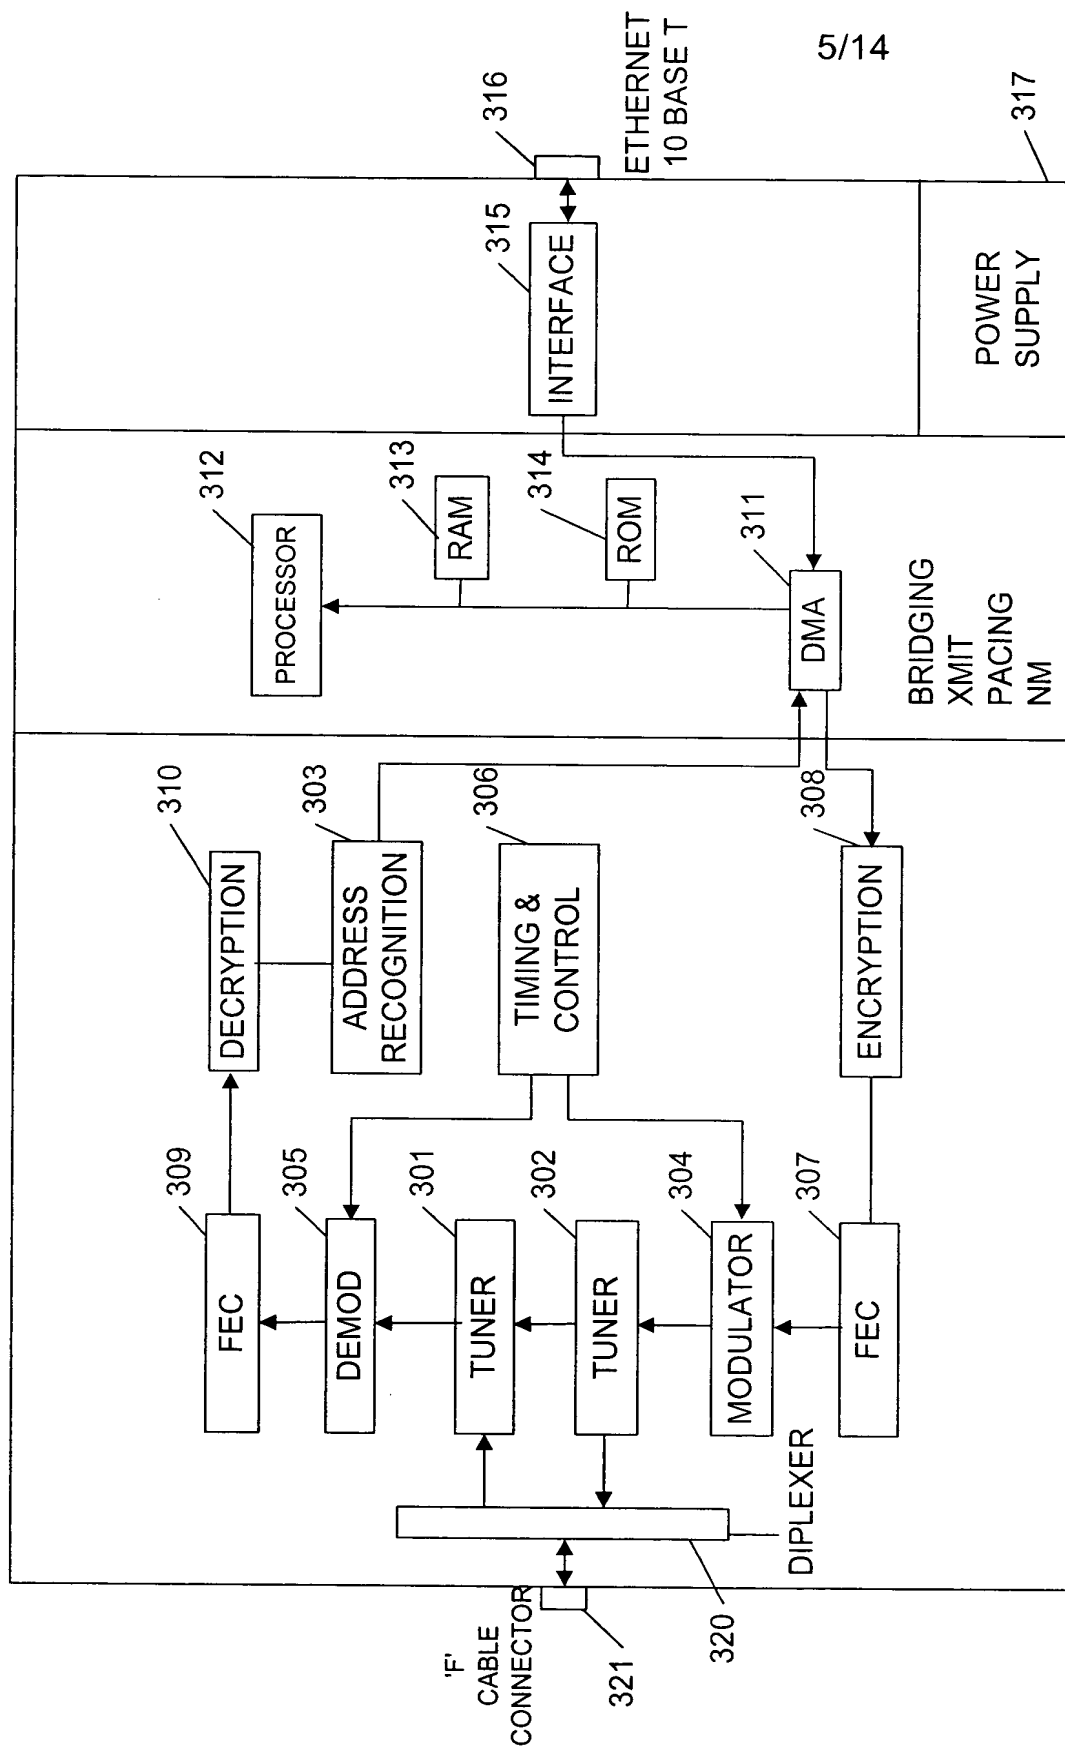 5/14
'F'
CABLE
CONNECTOR
321
320
DIPLEXER
FEC
309
DEMOD
305
TUNER
301
TUNER
302
MODULATOR
304
FEC
307
DECRYPTION
310
ADDRESS
RECOGNITION
303
TIMING &
CONTROL
306
ENCRYPTION
308
PROCESSOR
312
RAM
313
ROM
314
DMA
311
BRIDGING
XMIT
PACING
NM
INTERFACE
315
316
ETHERNET
10 BASE T
POWER
SUPPLY
317